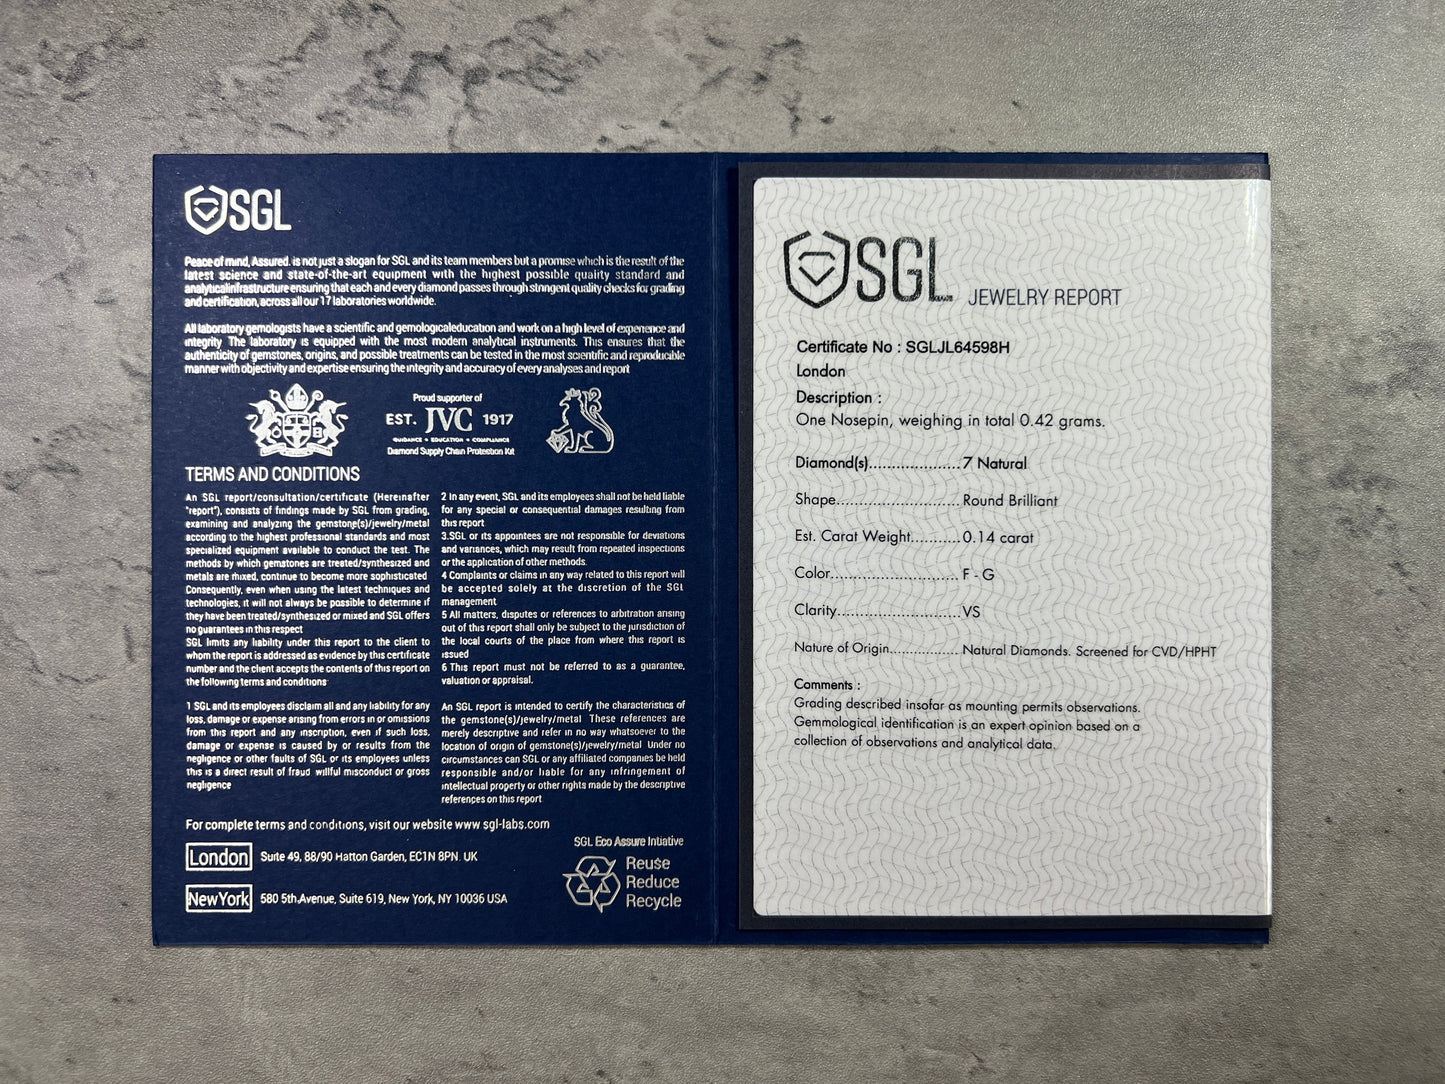 SGL
Peace of mind, Assured. is not just a slogan for SGL and its team members but a promise which is the result of the
latest science and state-of-the-art equipment with the highest possible quality standard and
analyticalinfrastructure ensuring that each and every diamond passes through stringent quality checks for grading
and certification, across all our 17 laboratories worldwide.
All laboratory gemologists have a scientific and gemologicaleducation and work on a high level of experience and
integrity The laboratory is equipped with the most modern analytical instruments. This ensures that the
authenticity of gemstones, origins, and possible treatments can be tested in the most scientific and reproducible
manner with objectivity and expertise ensuring the integrity and accuracy of every analyses and report
Proud supporter of
EST. JVC 1917
GUIDANCE • EDUCATION • COMPLIANCE
Diamond Supply Chain Protection Kit
TERMS AND CONDITIONS
An SGL report/consultation/certificate (Hereinafter
"report"), consists of findings made by SGL from grading,
examining and analyzing the gemstone(s)/jewelry/metal
according to the highest professional standards and most
specialized equipment available to conduct the test. The
methods by which gemstones are treated/synthesized and
metals are mixed, continue to become more sophisticated
Consequently, even when using the latest techniques and
technologies, it will not always be possible to determine if
they have been treated/synthesized or mixed and SGL offers
no guarantees in this respect
SGL limits any liability under this report to the client to
whom the report is addressed as evidence by this certificate
number and the client accepts the contents of this report on
the following terms and conditions
1 SGL and its employees disclaim all and any liability for any
loss, damage or expense arising from errors in or omissions
from this report and any inscription, even if such loss,
damage or expense is caused by or results from the
negligence or other faults of SGL or its employees unless
this is a direct result of fraud willful misconduct or gross
negligence
2 In any event, SGL and its employees shall not be held liable
for any special or consequential damages resulting from
this report
3.SGL or its appointees are not responsible for deviations
and variances, which may result from repeated inspections
or the application of other methods.
4 Complaints or claims in any way related to this report will
be accepted solely at the discretion of the SGL
management
5 All matters, disputes or references to arbitration arising
out of this report shall only be subject to the jurisdiction of
the local courts of the place from where this report is
issued
6 This report must not be referred to as a guarantee,
valuation or appraisal.
An SGL report is intended to certify the characteristics of
the gemstone(s)/jewelry/metal These references are
merely descriptive and refer in no way whatsoever to the
location of origin of gemstone(s)/jewelry/metal Under no
circumstances can SGL or any affiliated companies be held
responsible and/or liable for any infringement of
intellectual property or other rights made by the descriptive
references on this report
For complete terms and conditions, visit our website www sgl-labs.com
London Suite 49, 88/90 Hatton Garden, EC1N 8PN. UK
NewYork 580 5th.Avenue, Suite 619, New York, NY 10036 USA
SGL Eco Assure Intiative
Reuse
Reduce
Recycle
SGL JEWELRY REPORT
Certificate No : SGLJL64598H
London
Description :
One Nosepin, weighing in total 0.42 grams.
Diamond(s)....................7 Natural
Shape...........................Round Brilliant
Est. Carat Weight...........0.14 carat
Color............................F - G
Clarity...........................VS
Nature of Origin.................Natural Diamonds. Screened for CVD/HPHT
Comments :
Grading described insofar as mounting permits observations.
Gemmological identification is an expert opinion based on a
collection of observations and analytical data.